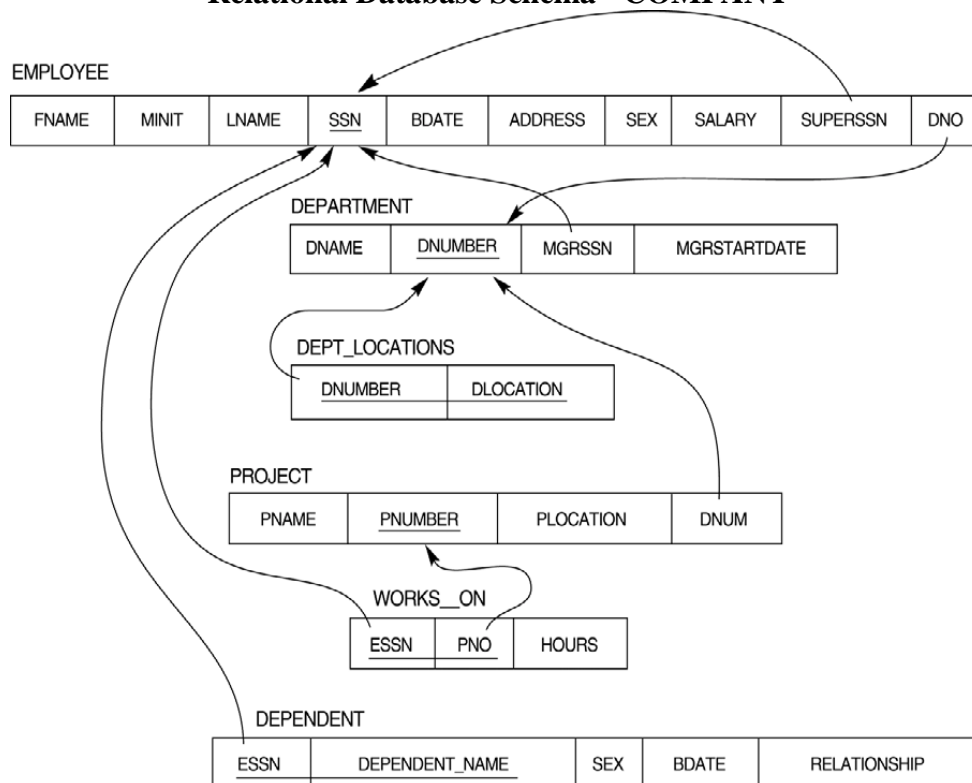 Relational Database Schema - COMPANY
EMPLOYEE
FNAME MINIT LNAME SSN BDATE ADDRESS SEX SALARY SUPERSSN DNO
DEPARTMENT
DNAME DNUMBER MGRSSN MGRSTARTDATE
DEPT_LOCATIONS
DNUMBER DLOCATION
PROJECT
PNAME PNUMBER PLOCATION DNUM
WORKS_ON
ESSN PNO HOURS
DEPENDENT
ESSN DEPENDENT_NAME SEX BDATE RELATIONSHIP